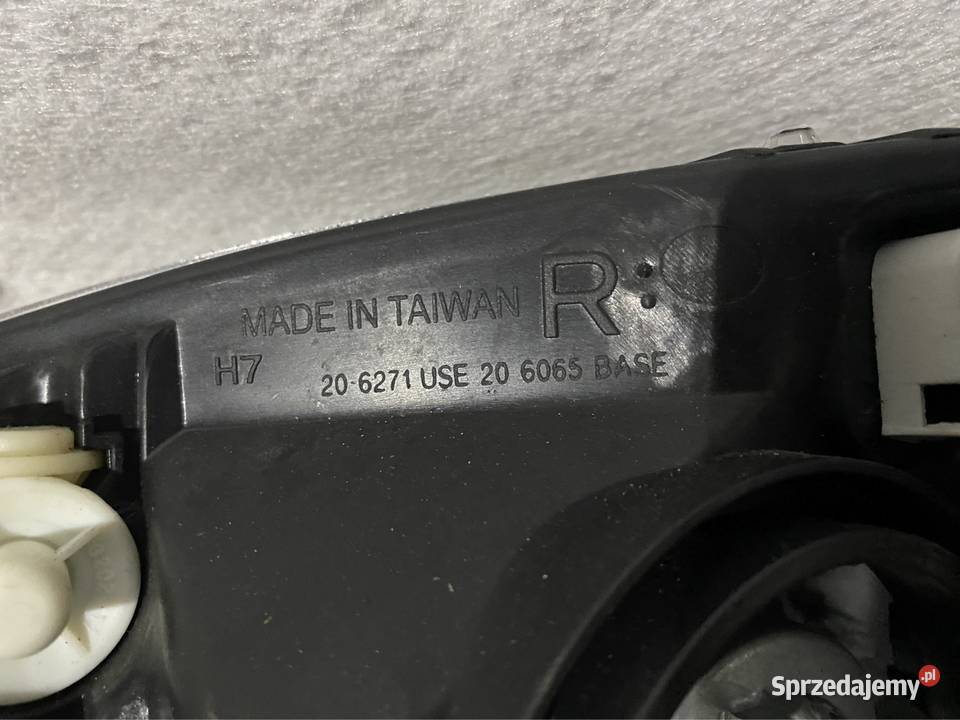 MADE IN TAIWAN R:
H7 20-6271 USE 20 6065 BASE
Sprzedajemy.pl